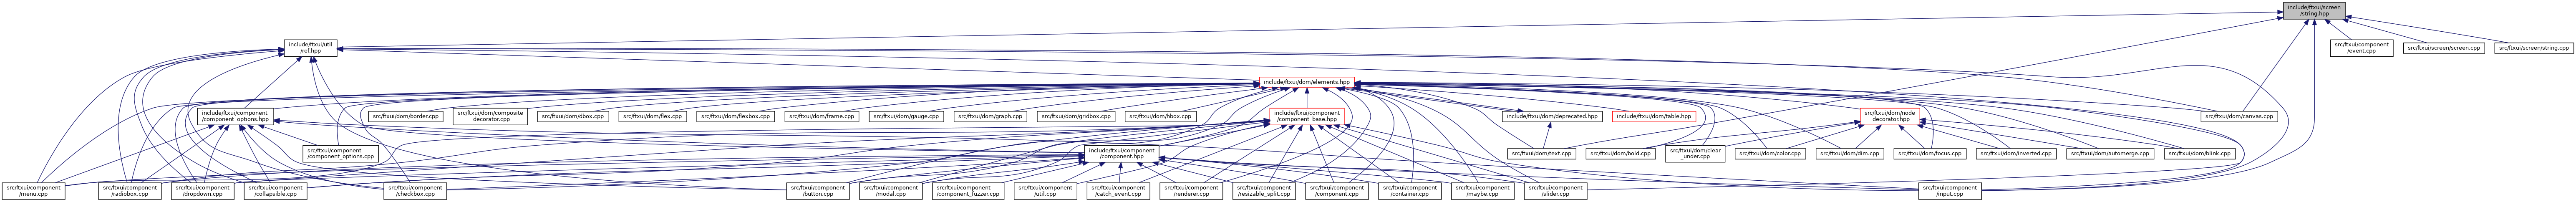 include/ftxui/screen
/string.hpp
include/ftxui/util
/ref.hpp
src/ftxui/component
/event.cpp
src/ftxui/screen/screen.cpp
src/ftxui/screen/string.cpp
include/ftxui/dom/elements.hpp
include/ftxui/component
/component_options.hpp
src/ftxui/dom/border.cpp
src/ftxui/dom/composite
_decorator.cpp
src/ftxui/dom/dbox.cpp
src/ftxui/dom/flex.cpp
src/ftxui/dom/flexbox.cpp
src/ftxui/dom/frame.cpp
src/ftxui/dom/gauge.cpp
src/ftxui/dom/graph.cpp
src/ftxui/dom/gridbox.cpp
src/ftxui/dom/hbox.cpp
include/ftxui/component
/component_base.hpp
include/ftxui/dom/deprecated.hpp
include/ftxui/dom/table.hpp
src/ftxui/dom/node
_decorator.hpp
src/ftxui/dom/canvas.cpp
src/ftxui/component
/component_options.cpp
include/ftxui/component
/component.hpp
src/ftxui/dom/text.cpp
src/ftxui/dom/bold.cpp
src/ftxui/dom/clear
_under.cpp
src/ftxui/dom/color.cpp
src/ftxui/dom/dim.cpp
src/ftxui/dom/focus.cpp
src/ftxui/dom/inverted.cpp
src/ftxui/dom/automerge.cpp
src/ftxui/dom/blink.cpp
src/ftxui/component
/menu.cpp
src/ftxui/component
/radiobox.cpp
src/ftxui/component
/dropdown.cpp
src/ftxui/component
/collapsible.cpp
src/ftxui/component
/checkbox.cpp
src/ftxui/component
/button.cpp
src/ftxui/component
/modal.cpp
src/ftxui/component
/component_fuzzer.cpp
src/ftxui/component
/util.cpp
src/ftxui/component
/catch_event.cpp
src/ftxui/component
/renderer.cpp
src/ftxui/component
/resizable_split.cpp
src/ftxui/component
/component.cpp
src/ftxui/component
/container.cpp
src/ftxui/component
/maybe.cpp
src/ftxui/component
/slider.cpp
src/ftxui/component
/input.cpp